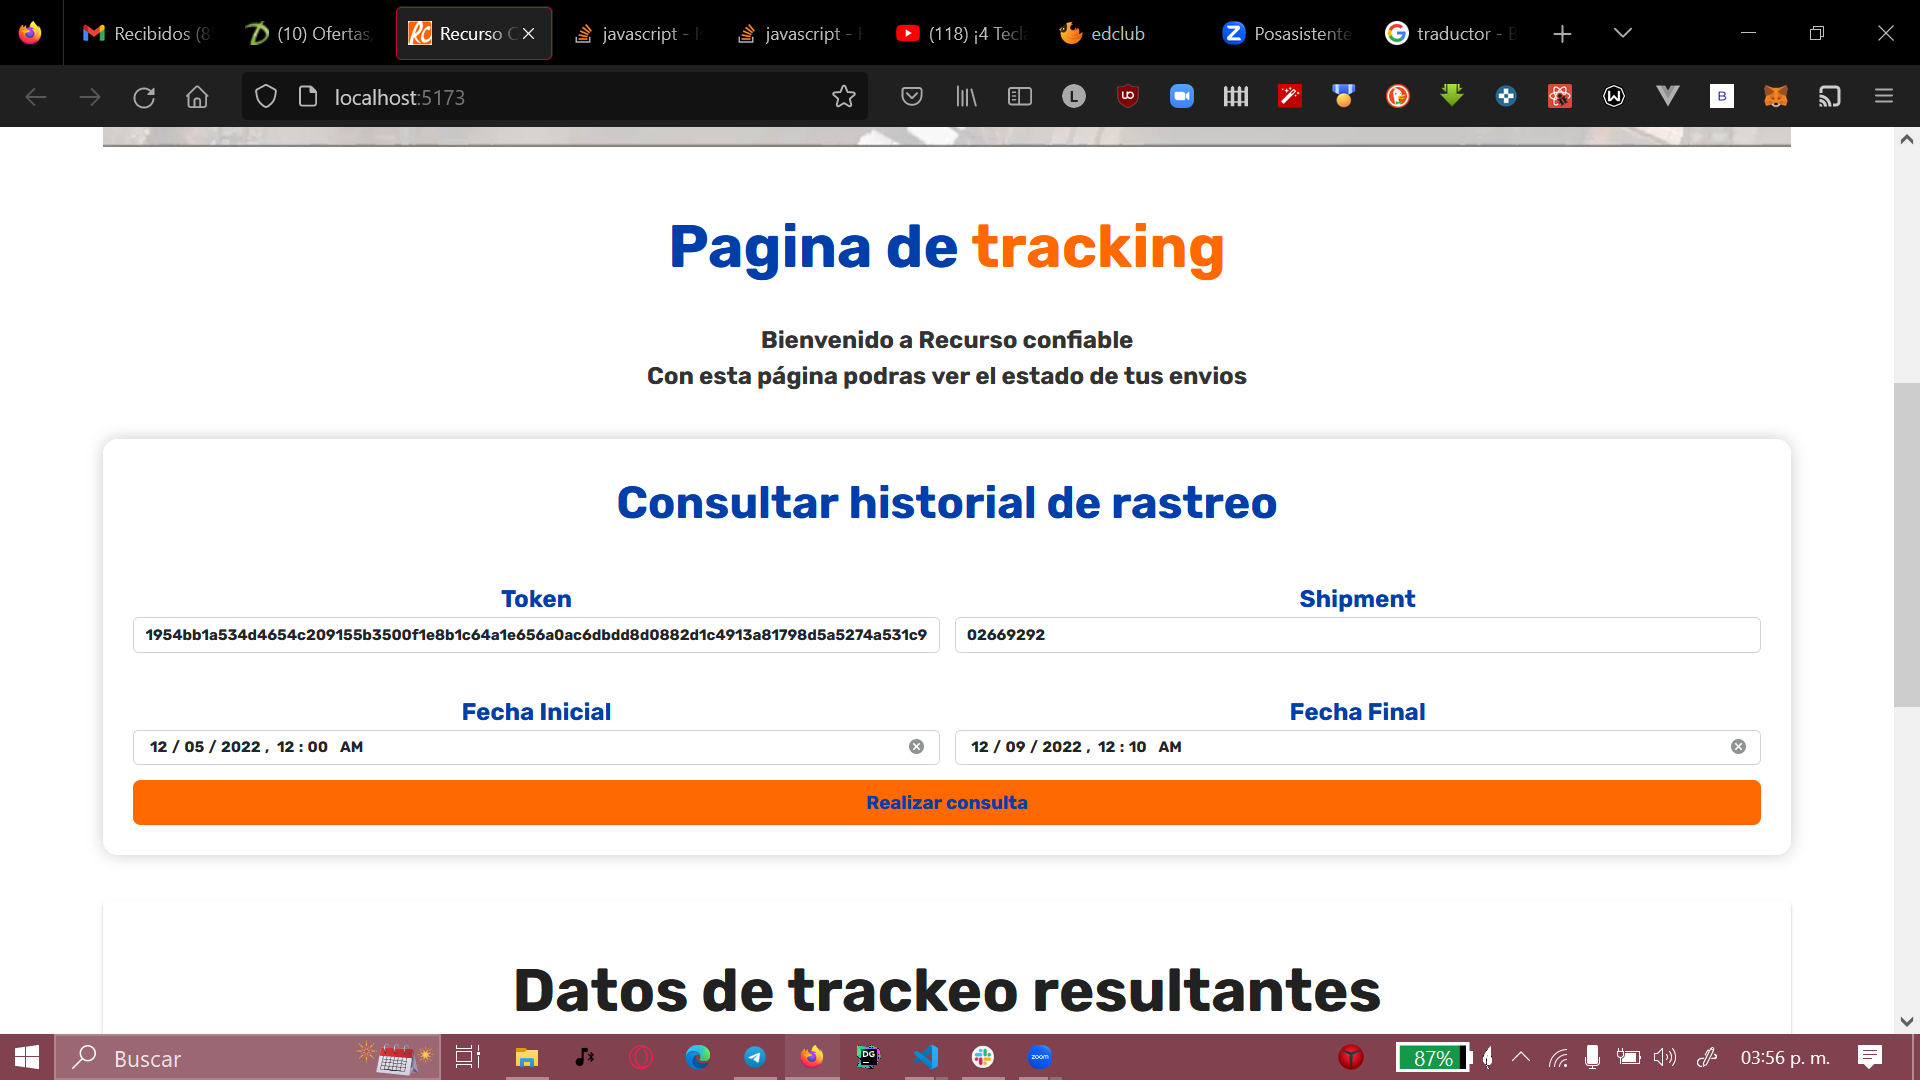 Recibidos (8
(10) Ofertas,
Recurso C
javascript - I
javascript -
(118) ¡4 Tecl
edclub
Posasistente
traductor - B
localhost:5173
Pagina de tracking
Bienvenido a Recurso confiable
Con esta página podras ver el estado de tus envios
Consultar historial de rastreo
Token
Shipment
1954bb1a534d4654c209155b3500f1e8b1c64a1e656a0ac6dbdd8d0882d1c4913a81798d5a5274a531c9
02669292
Fecha Inicial
Fecha Final
12 / 05 / 2022 , 12 : 00 AM
12 / 09 / 2022 , 12 : 10 AM
Realizar consulta
Datos de trackeo resultantes
Buscar
DG
zoom
87%
03:56 p. m.